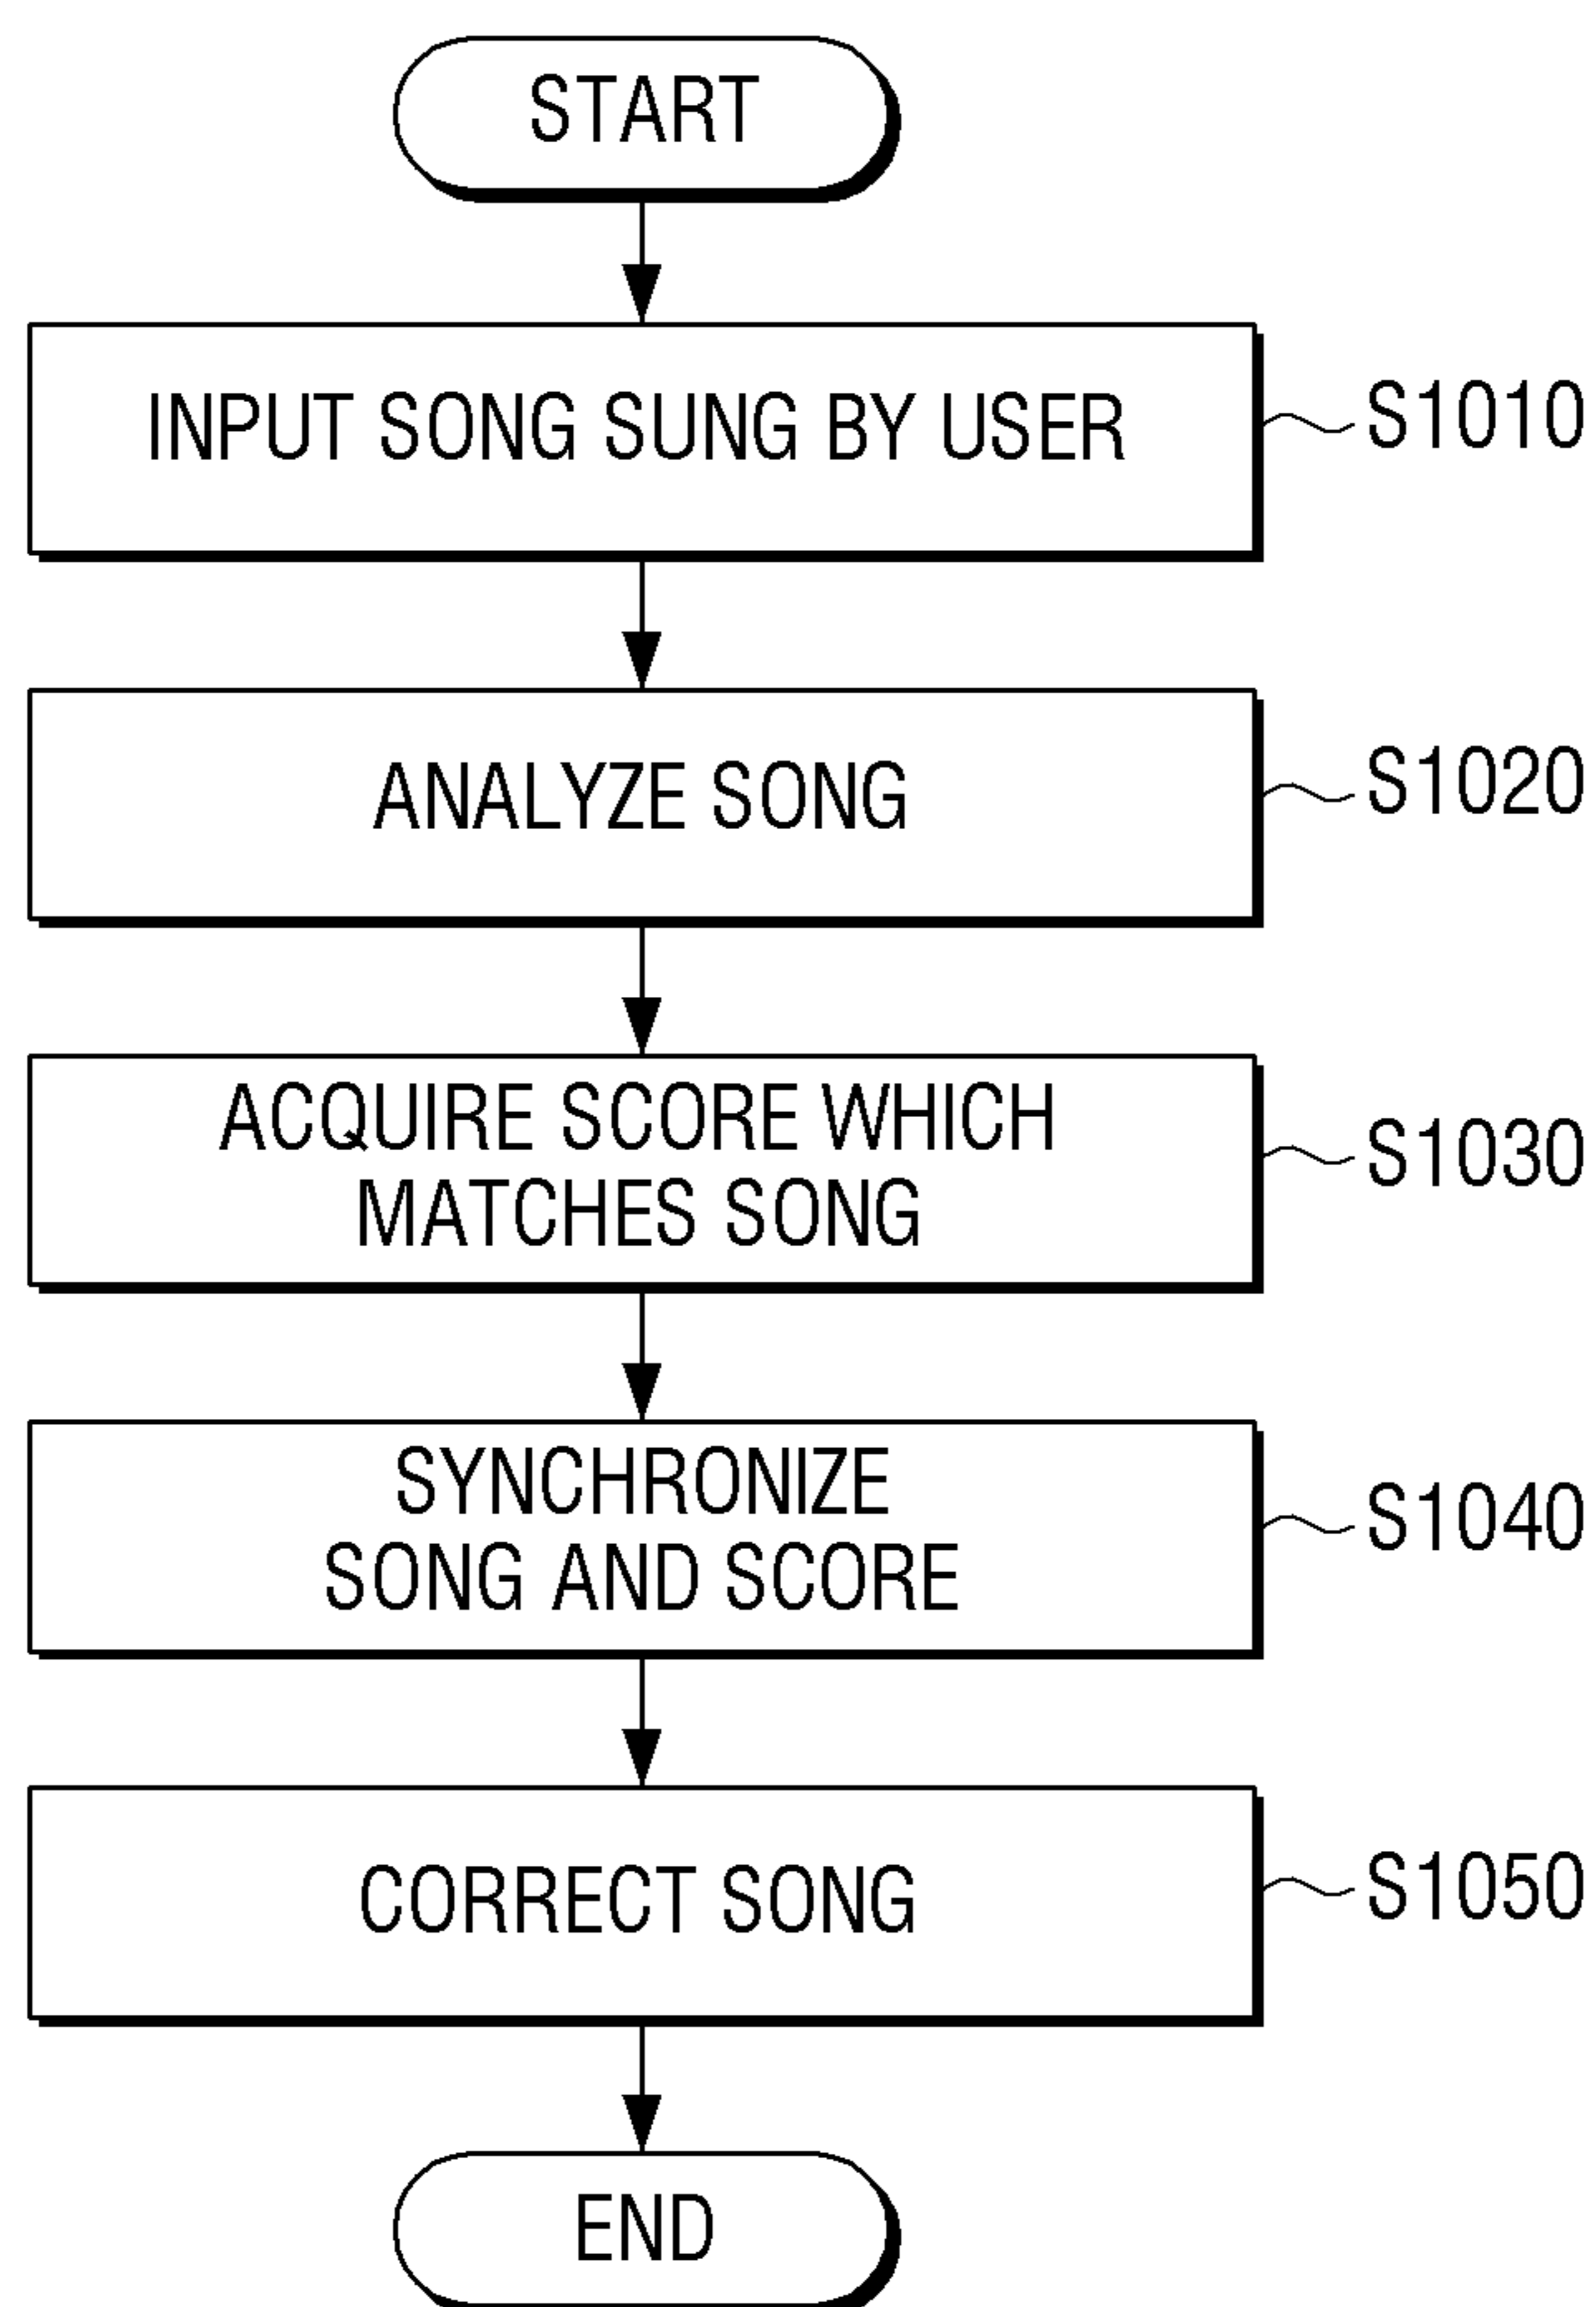 START
INPUT SONG SUNG BY USER
S1010
ANALYZE SONG
S1020
ACQUIRE SCORE WHICH
MATCHES SONG
S1030
SYNCHRONIZE
SONG AND SCORE
S1040
CORRECT SONG
S1050
END